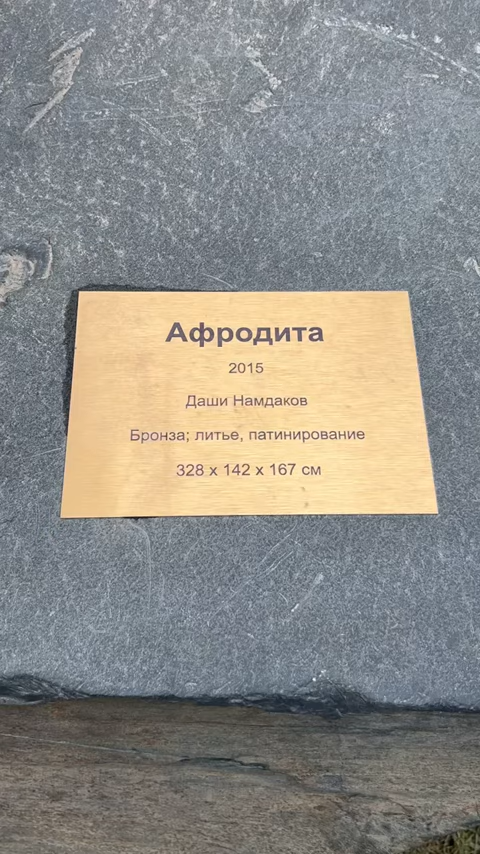 Афродита
2015
Даши Намдаков
Бронза; литье, патинирование
328 x 142 x 167 см